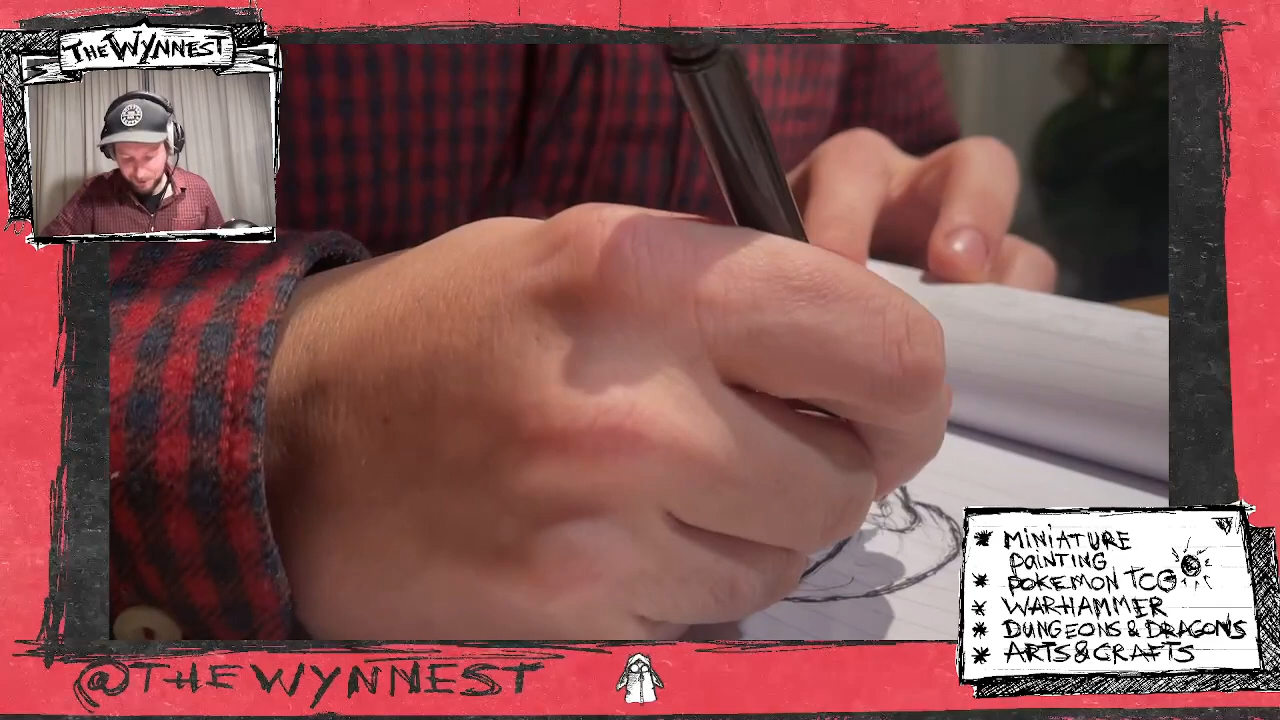 THEWYNNEST
* MINIATURE
PAINTING
* POKEMON TCG
* WARHAMMER
* DUNGEONS & DRAGONS
* ARTS & CRAFTS
@THEWYNNEST